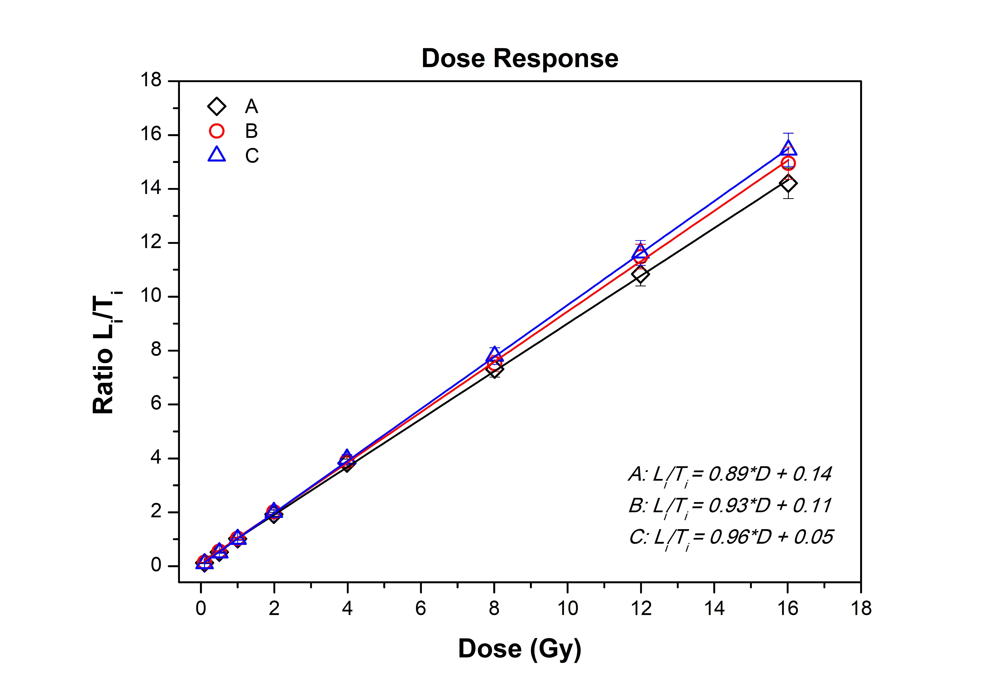 Dose Response
A
B
C
18
16
14
12
10
8
6
4
2
0
Ratio Li/Ti
A: Li/Ti = 0.89*D + 0.14
B: Li/Ti = 0.93*D + 0.11
C: Li/Ti = 0.96*D + 0.05
0 2 4 6 8 10 12 14 16 18
Dose (Gy)